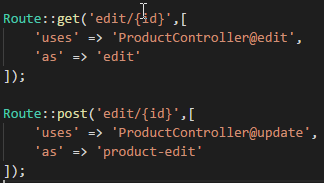 Route::get('edit/{id}',[
    'uses' => 'ProductController@edit',
    'as' => 'edit'
]);

Route::post('edit/{id}',[
    'uses' => 'ProductController@update',
    'as' => 'product-edit'
]);